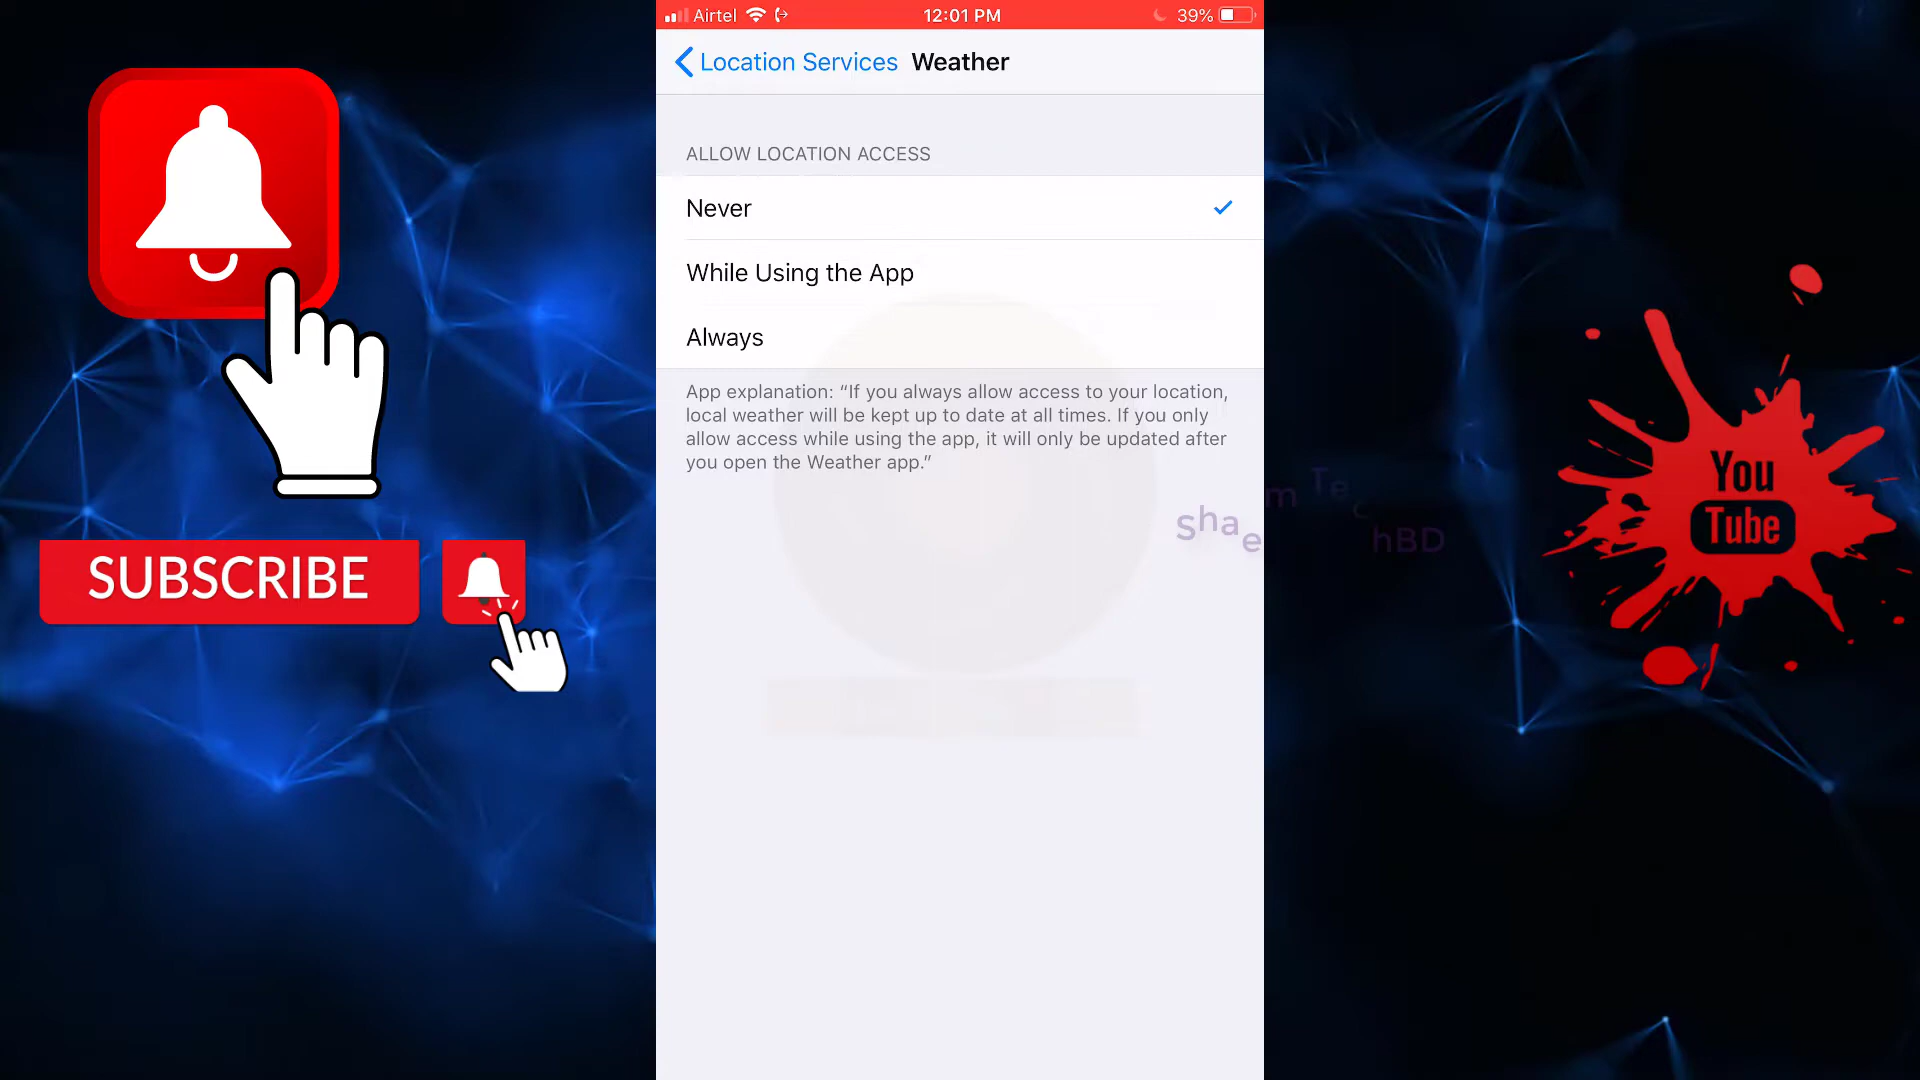 Airtel
12:01 PM
39%
Location Services
Weather
ALLOW LOCATION ACCESS
Never
While Using the App
Always
App explanation: “If you always allow access to your location,
local weather will be kept up to date at all times. If you only
allow access while using the app, it will only be updated after
you open the Weather app.”
SUBSCRIBE
You
Tube